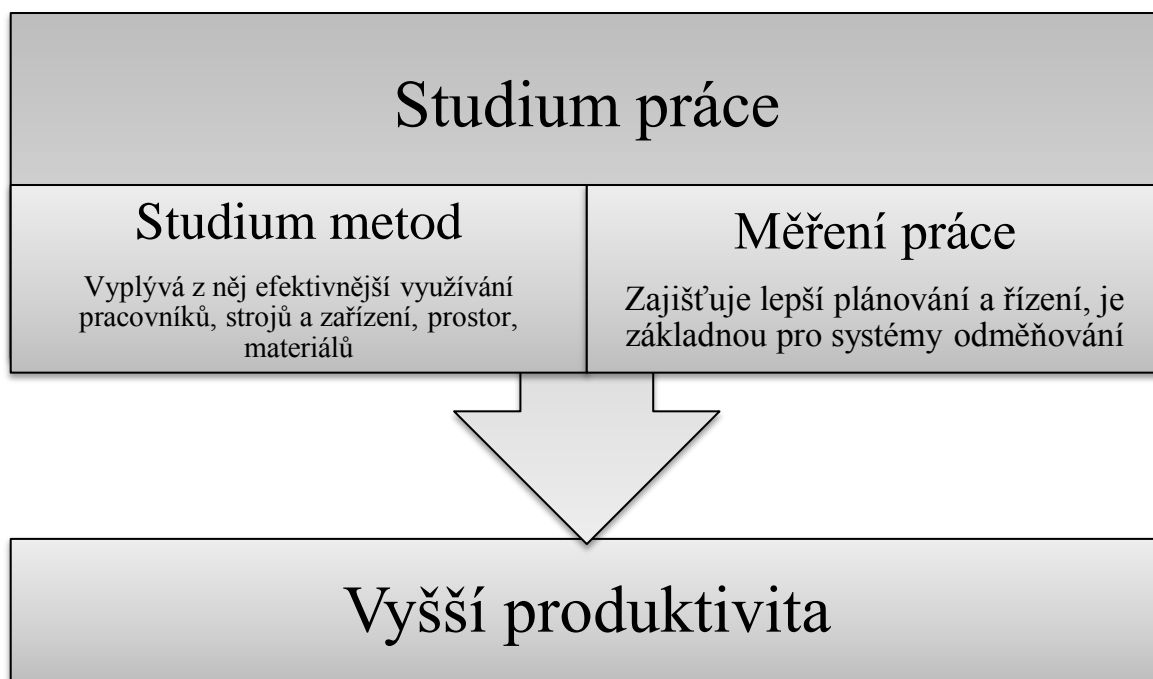 Studium práce
Studium metod
Vyplývá z něj efektivnější využívání
pracovníků, strojů a zařízení, prostor,
materiálů
Měření práce
Zajišťuje lepší plánování a řízení, je
základnou pro systémy odměňování
Vyšší produktivita